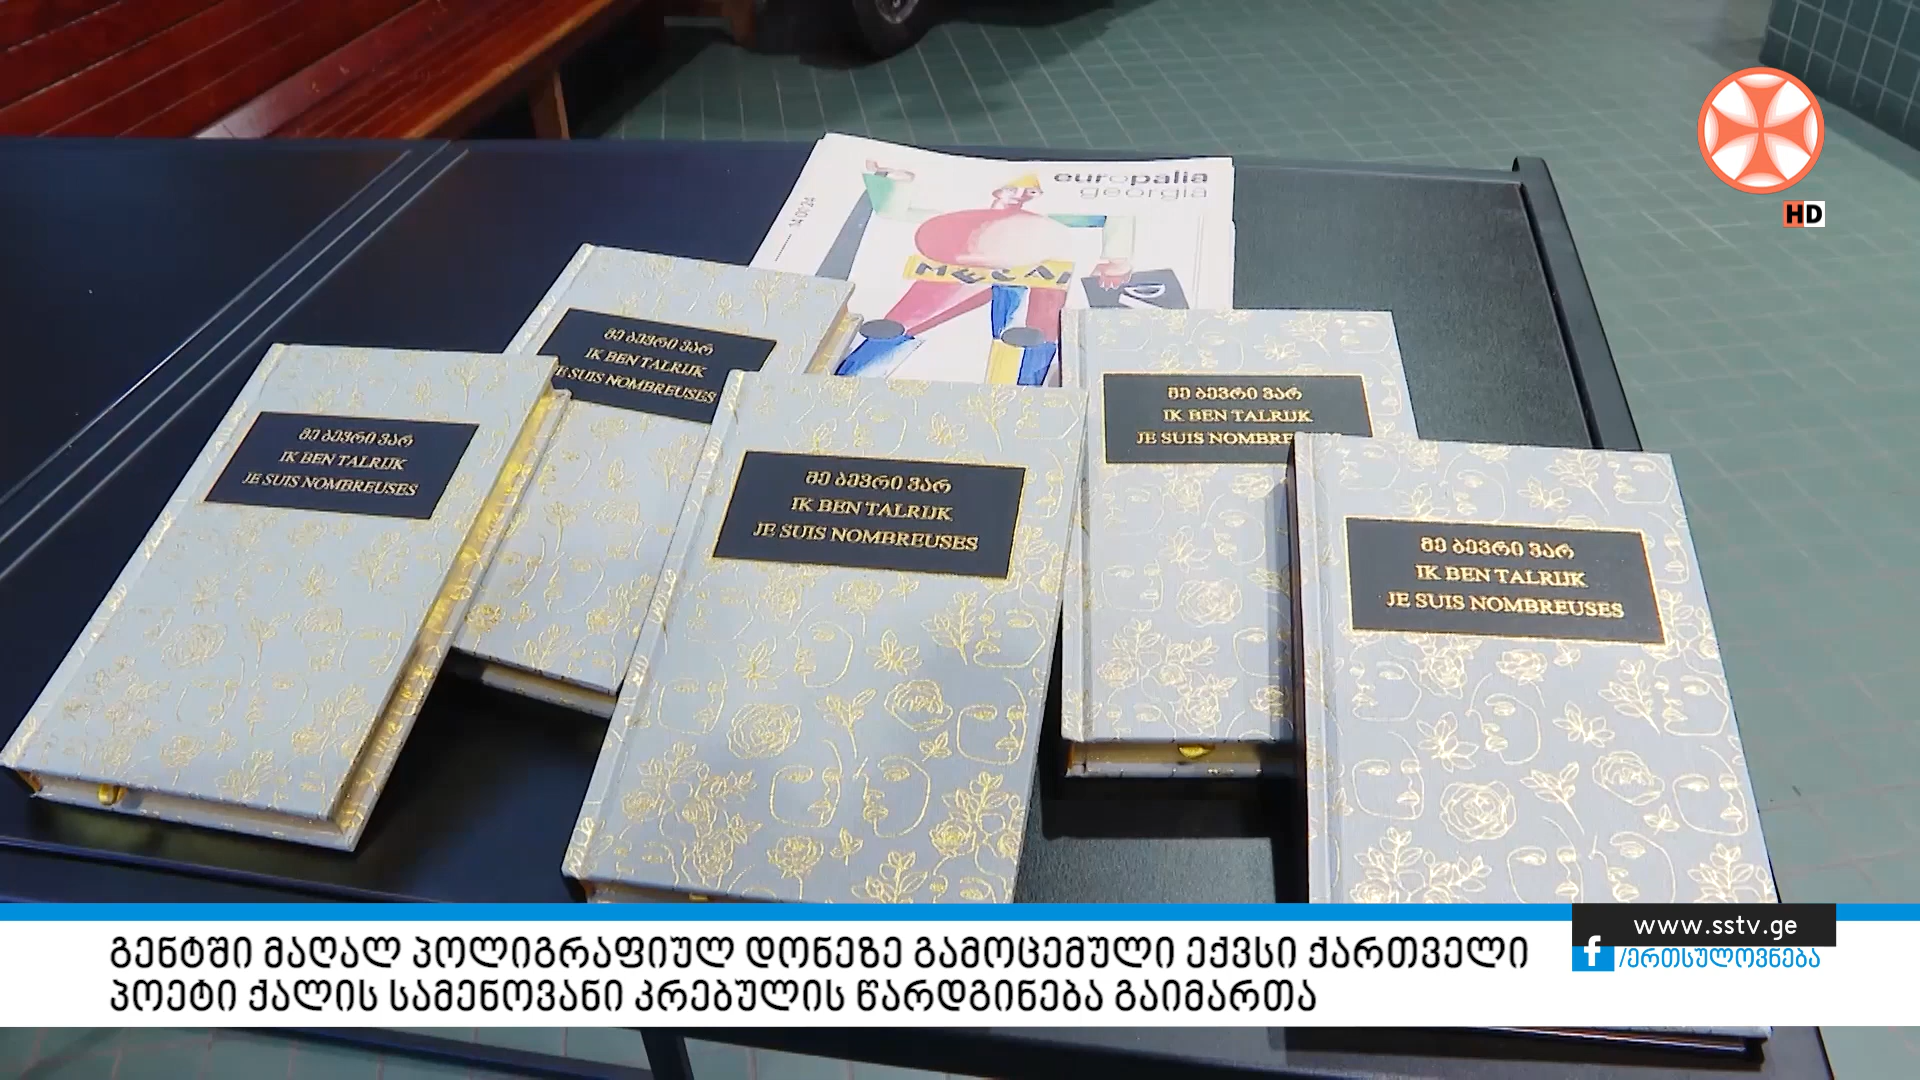 europalia
georgia
HD
მე ბევრი ვარ
IK BEN TALRIJK
JE SUIS NOMBREUSES
მე ბევრი ვარ
IK BEN TALRIJK
JE SUIS NOMBREUSES
მე ბევრი ვარ
IK BEN TALRIJK
JE SUIS
მე ბევრი ვარ
IK BEN TALRIJK
JE SUIS NOMBREUSES
მე ბევრი ვარ
IK BEN TALRIJK
JE SUIS NOMBREUSES
www.sstv.ge
f /ერთსულოვნება
გენტში მაღალ პოლიგრაფიულ დონეზე გამოცემული ექვსი ქართველი
პოეტი ქალის სამენოვანი კრებულის წარდგინება გაიმართა